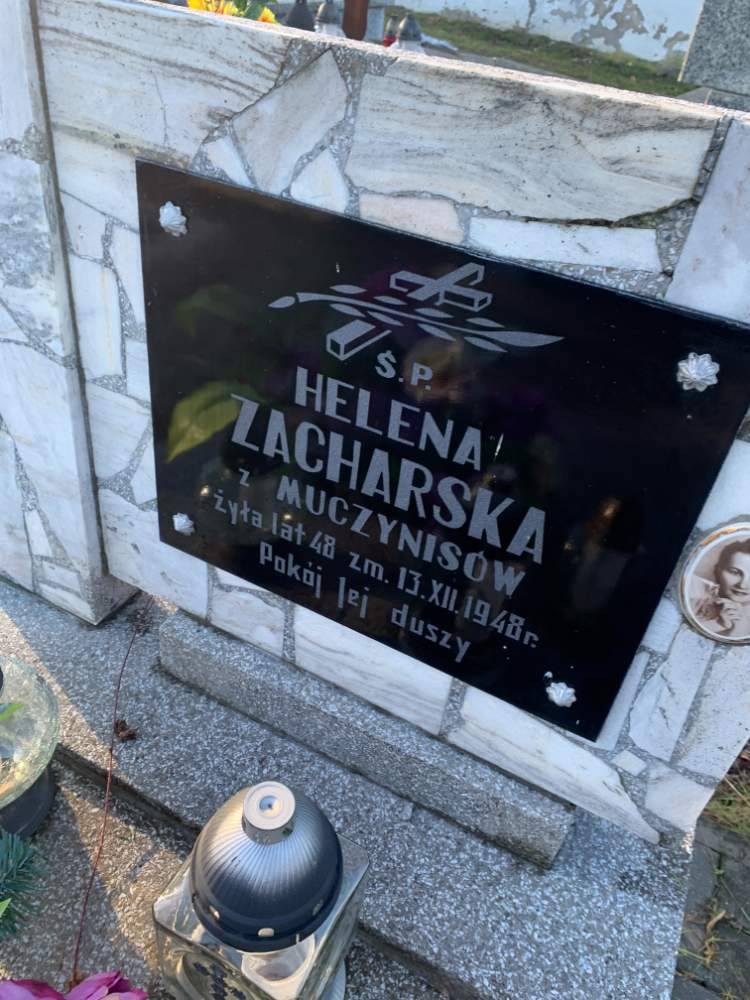 Ś.P.
HELENA
ZACHARSKA
z MUCZYNISÓW
żyła lat 48 zm. 13.XII.1948r.
Pokój Jej duszy